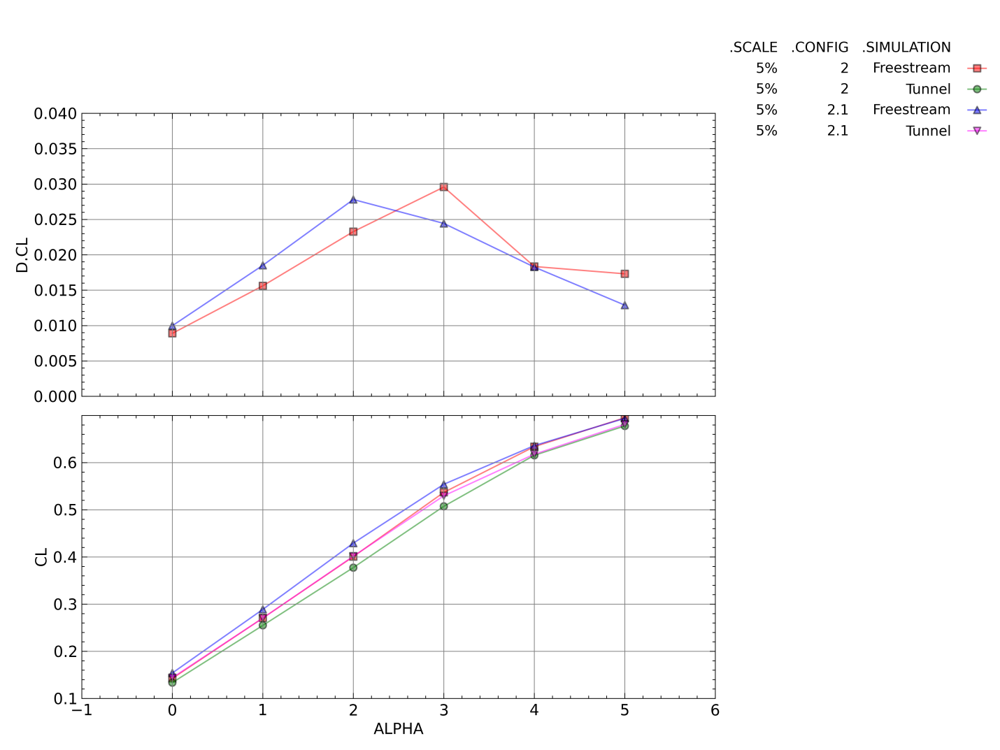 .SCALE .CONFIG .SIMULATION
5% 2 Freestream
5% 2 Tunnel
5% 2.1 Freestream
5% 2.1 Tunnel
0.040
0.035
0.030
0.025
0.020
0.015
0.010
0.005
0.000
D.CL
0.6
0.5
0.4
0.3
0.2
0.1
CL
−1 0 1 2 3 4 5 6
ALPHA